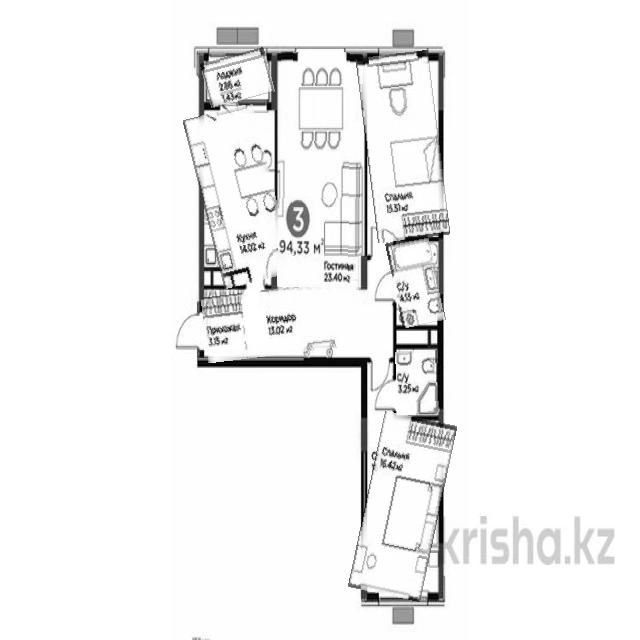 Лоджия
2.86 м2
1.43 м2
Кухня
14.02 м2
3
94,33 м²
Гостиная
23.40 м2
Спальня
15.31 м2
С/У
4.13 м2
Прихожая
3.15 м2
Коридор
13.02 м2
С/У
3.25 м2
Спальня
16.42 м2
krisha.kz